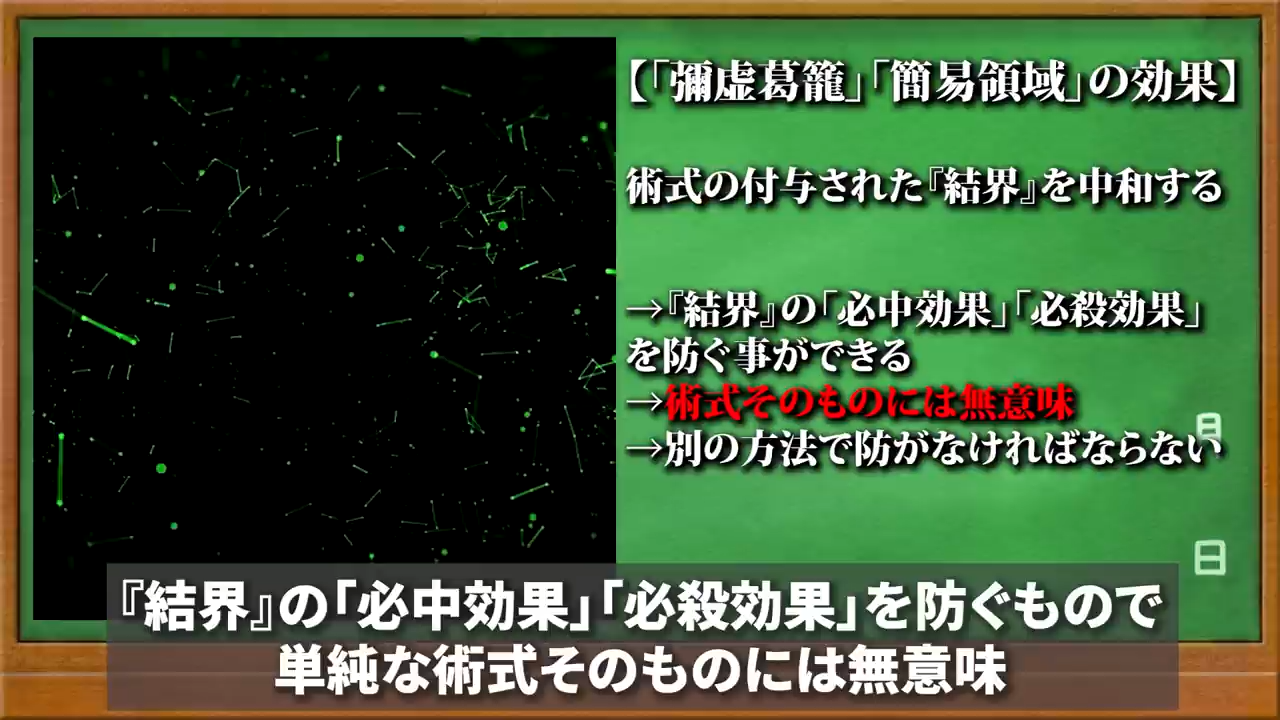 【「彌虚葛籠」「簡易領域」の効果】
術式の付与された『結界』を中和する
→『結界』の「必中効果」「必殺効果」
を防ぐ事ができる
→術式そのものには無意味
→別の方法で防がなければならない
日
日
『結界』の「必中効果」「必殺効果」を防ぐもので
単純な術式そのものには無意味